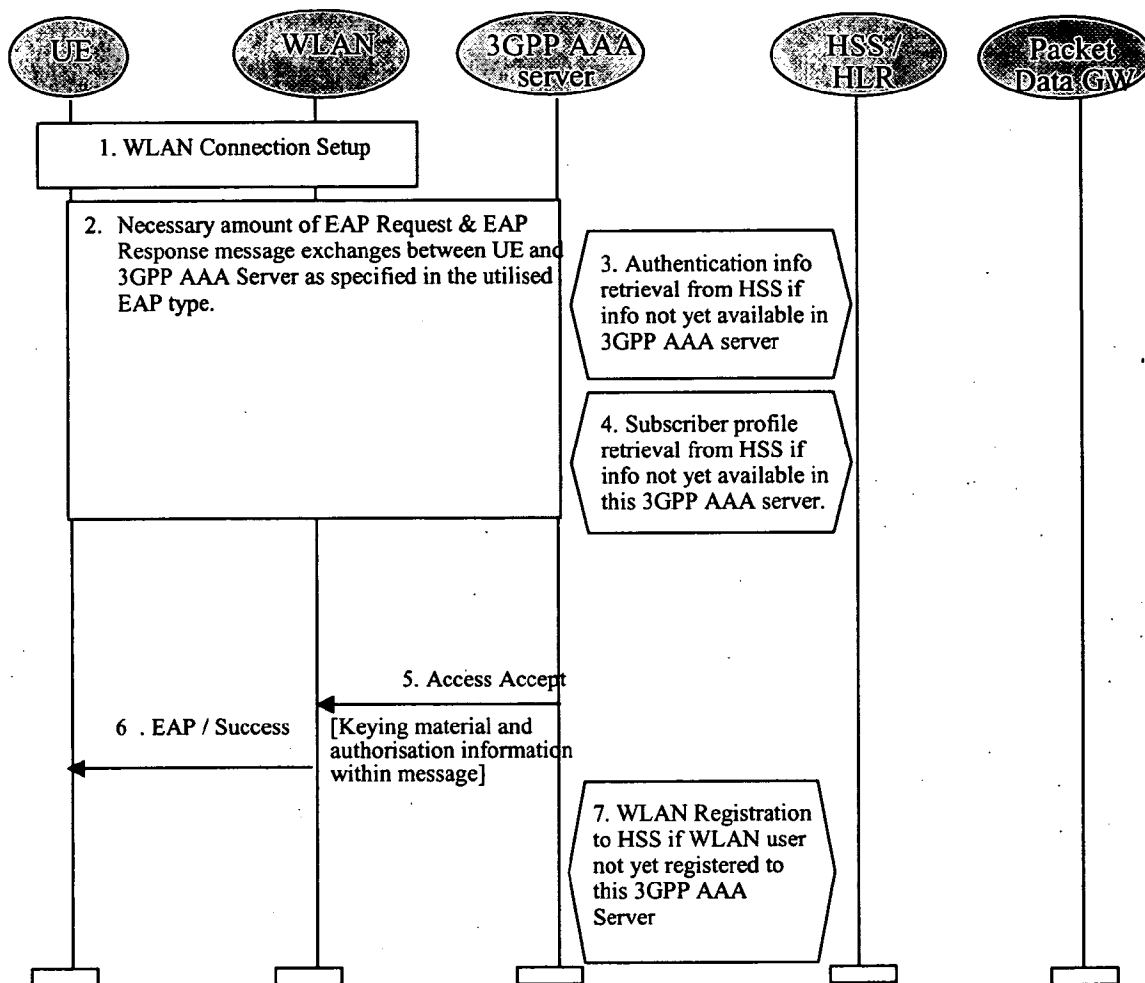 UE
WLAN
3GPP AAA
server
HSS /
HLR
Packet
Data GW
1. WLAN Connection Setup
2. Necessary amount of EAP Request & EAP
Response message exchanges between UE and
3GPP AAA Server as specified in the utilised
EAP type.
3. Authentication info
retrieval from HSS if
info not yet available in
3GPP AAA server
4. Subscriber profile
retrieval from HSS if
info not yet available in
this 3GPP AAA server.
5. Access Accept
6 . EAP / Success
[Keying material and
authorisation information
within message]
7. WLAN Registration
to HSS if WLAN user
not yet registered to
this 3GPP AAA
Server